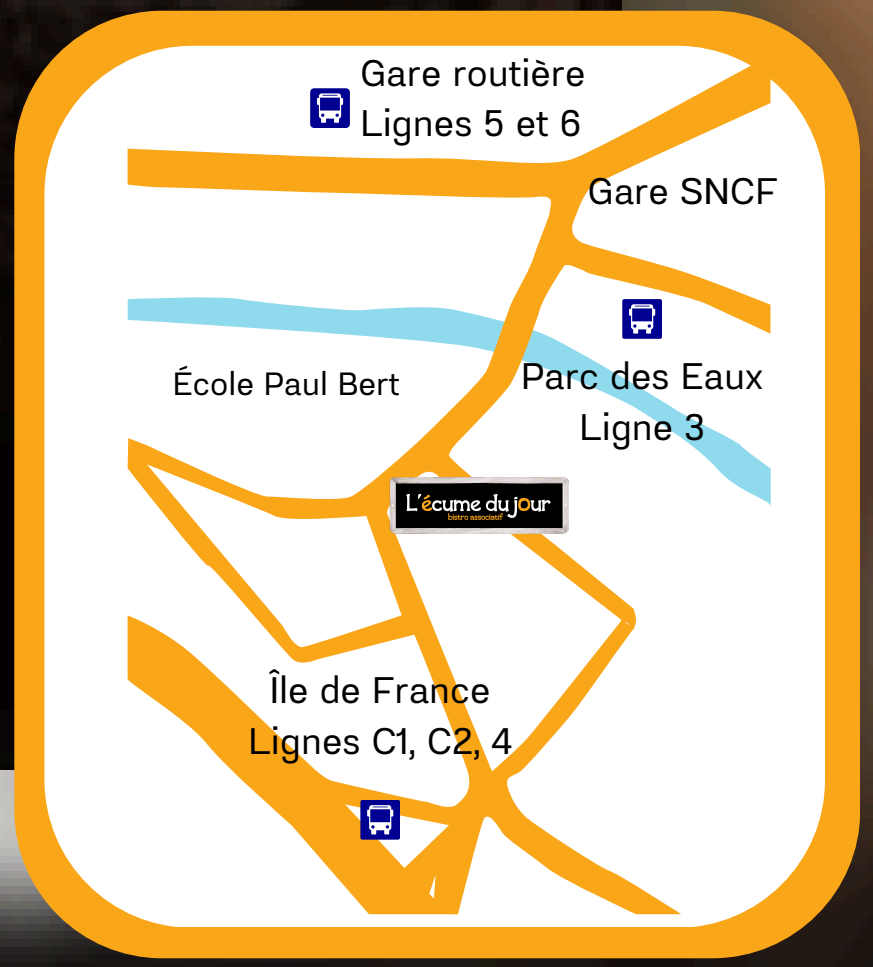 Gare routière
Lignes 5 et 6
Gare SNCF
École Paul Bert
Parc des Eaux
Ligne 3
L'écume du jour
bistro associatif
Île de France
Lignes C1, C2, 4